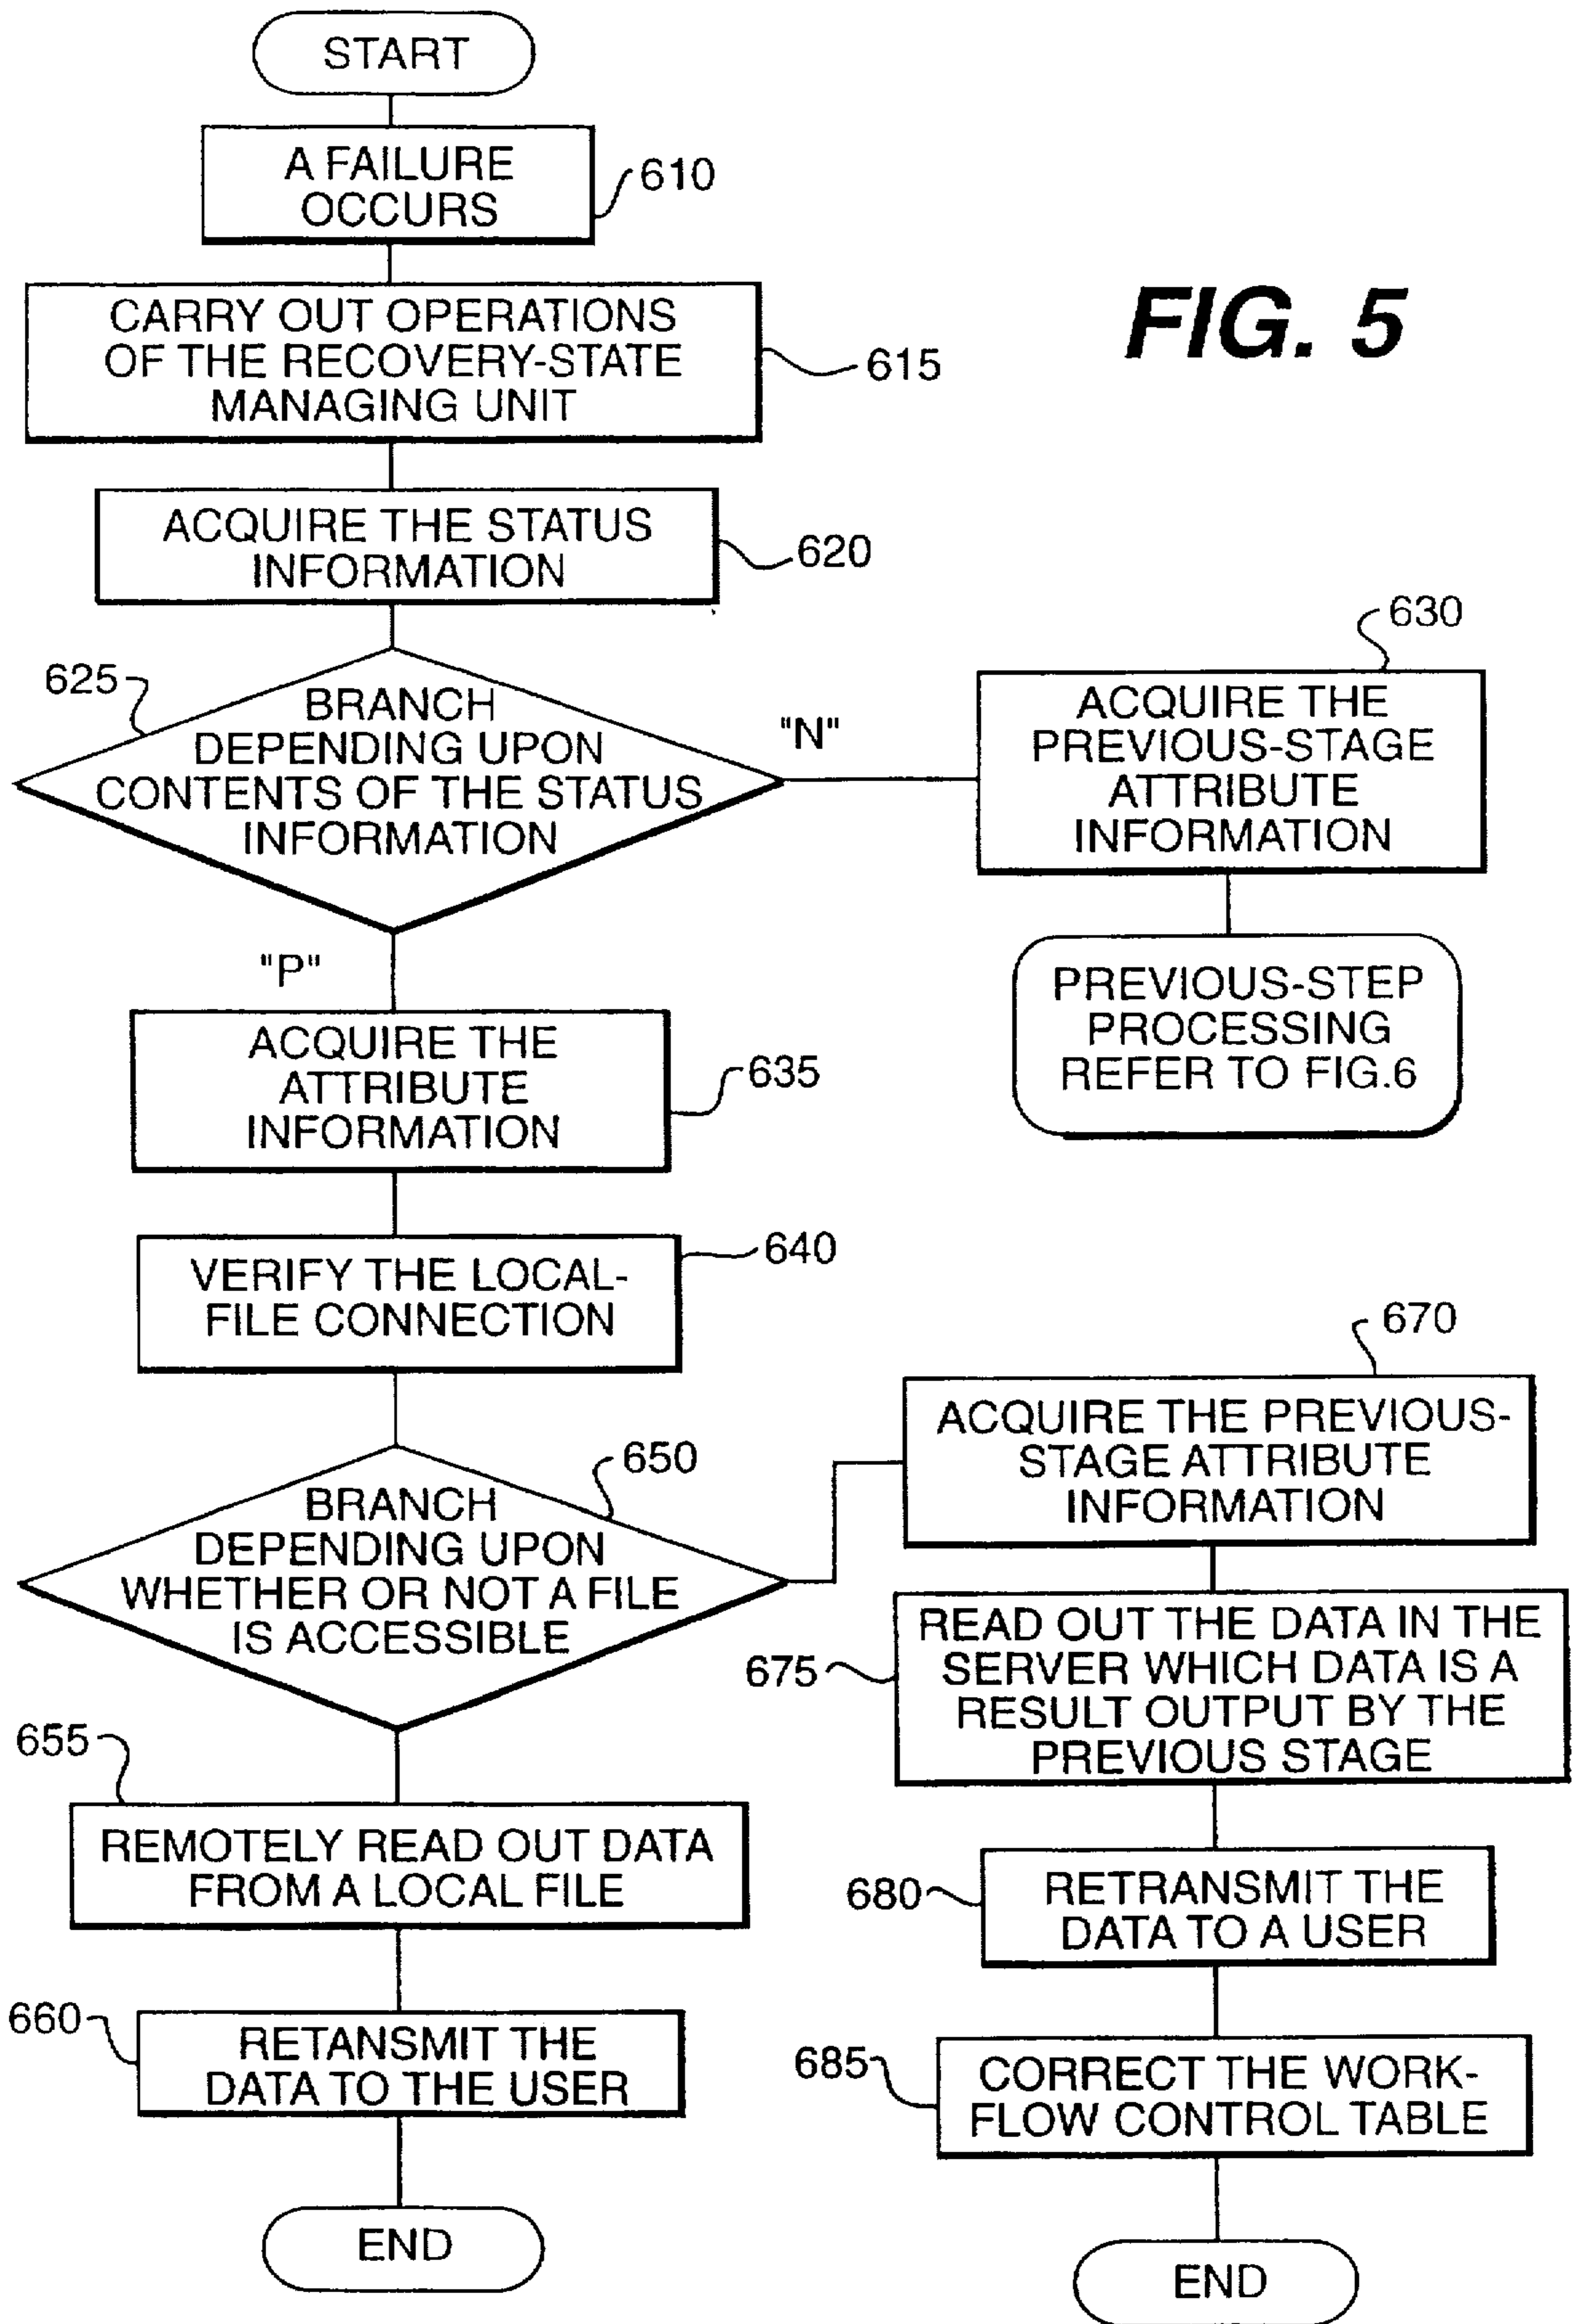 START
A FAILURE
OCCURS
610
CARRY OUT OPERATIONS
OF THE RECOVERY-STATE
MANAGING UNIT
615
FIG. 5
ACQUIRE THE STATUS
INFORMATION
620
625
BRANCH
DEPENDING UPON
CONTENTS OF THE STATUS
INFORMATION
"N"
630
ACQUIRE THE
PREVIOUS-STAGE
ATTRIBUTE
INFORMATION
PREVIOUS-STEP
PROCESSING
REFER TO FIG.6
"P"
ACQUIRE THE
ATTRIBUTE
INFORMATION
635
VERIFY THE LOCAL-
FILE CONNECTION
640
BRANCH
DEPENDING UPON
WHETHER OR NOT A FILE
IS ACCESSIBLE
650
670
ACQUIRE THE PREVIOUS-
STAGE ATTRIBUTE
INFORMATION
675
READ OUT THE DATA IN THE
SERVER WHICH DATA IS A
RESULT OUTPUT BY THE
PREVIOUS STAGE
655
REMOTELY READ OUT DATA
FROM A LOCAL FILE
680
RETRANSMIT THE
DATA TO A USER
660
RETANSMIT THE
DATA TO THE USER
685
CORRECT THE WORK-
FLOW CONTROL TABLE
END
END